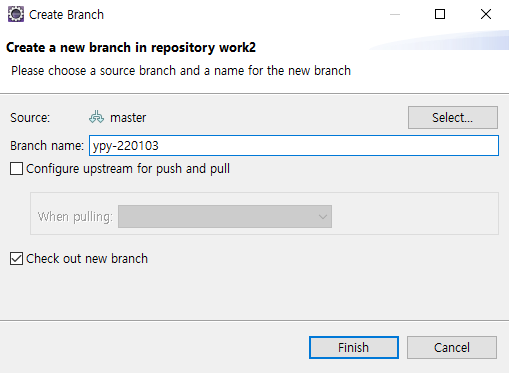 Create Branch
Create a new branch in repository work2
Please choose a source branch and a name for the new branch
Source: master Select...
Branch name: ypy-220103
Configure upstream for push and pull
When pulling:
Check out new branch
Finish Cancel